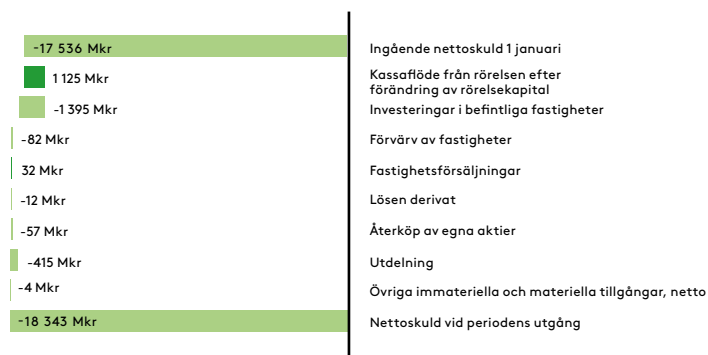 -17 536 Mkr Ingående nettoskuld 1 januari
1 125 Mkr Kassaflöde från rörelsen efter
förändring av rörelsekapital
-1 395 Mkr Investeringar i befintliga fastigheter
-82 Mkr Förvärv av fastigheter
32 Mkr Fastighetsförsäljningar
-12 Mkr Lösen derivat
-57 Mkr Återköp av egna aktier
-415 Mkr Utdelning
-4 Mkr Övriga immateriella och materiella tillgångar, netto
-18 343 Mkr Nettoskuld vid periodens utgång